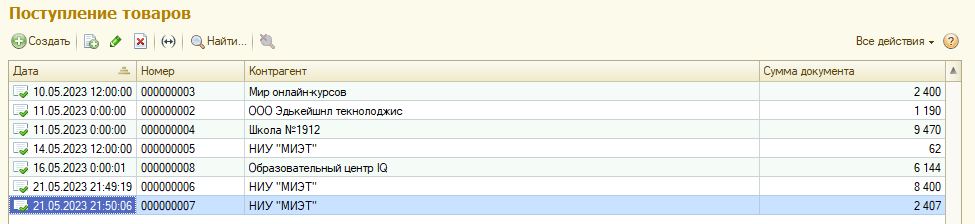 Поступление товаров
Создать Найти... Все действия
Дата Номер Контрагент Сумма документа
10.05.2023 12:00:00 000000003 Мир онлайн-курсов 2 400
11.05.2023 0:00:00 000000002 ООО Эдькейшнл текнолоджис 1 190
11.05.2023 0:00:00 000000004 Школа №1912 9 470
14.05.2023 12:00:00 000000005 НИУ "МИЭТ" 62
16.05.2023 0:00:01 000000008 Образовательный центр IQ 6 144
21.05.2023 21:49:19 000000006 НИУ "МИЭТ" 8 400
21.05.2023 21:50:06 000000007 НИУ "МИЭТ" 2 407